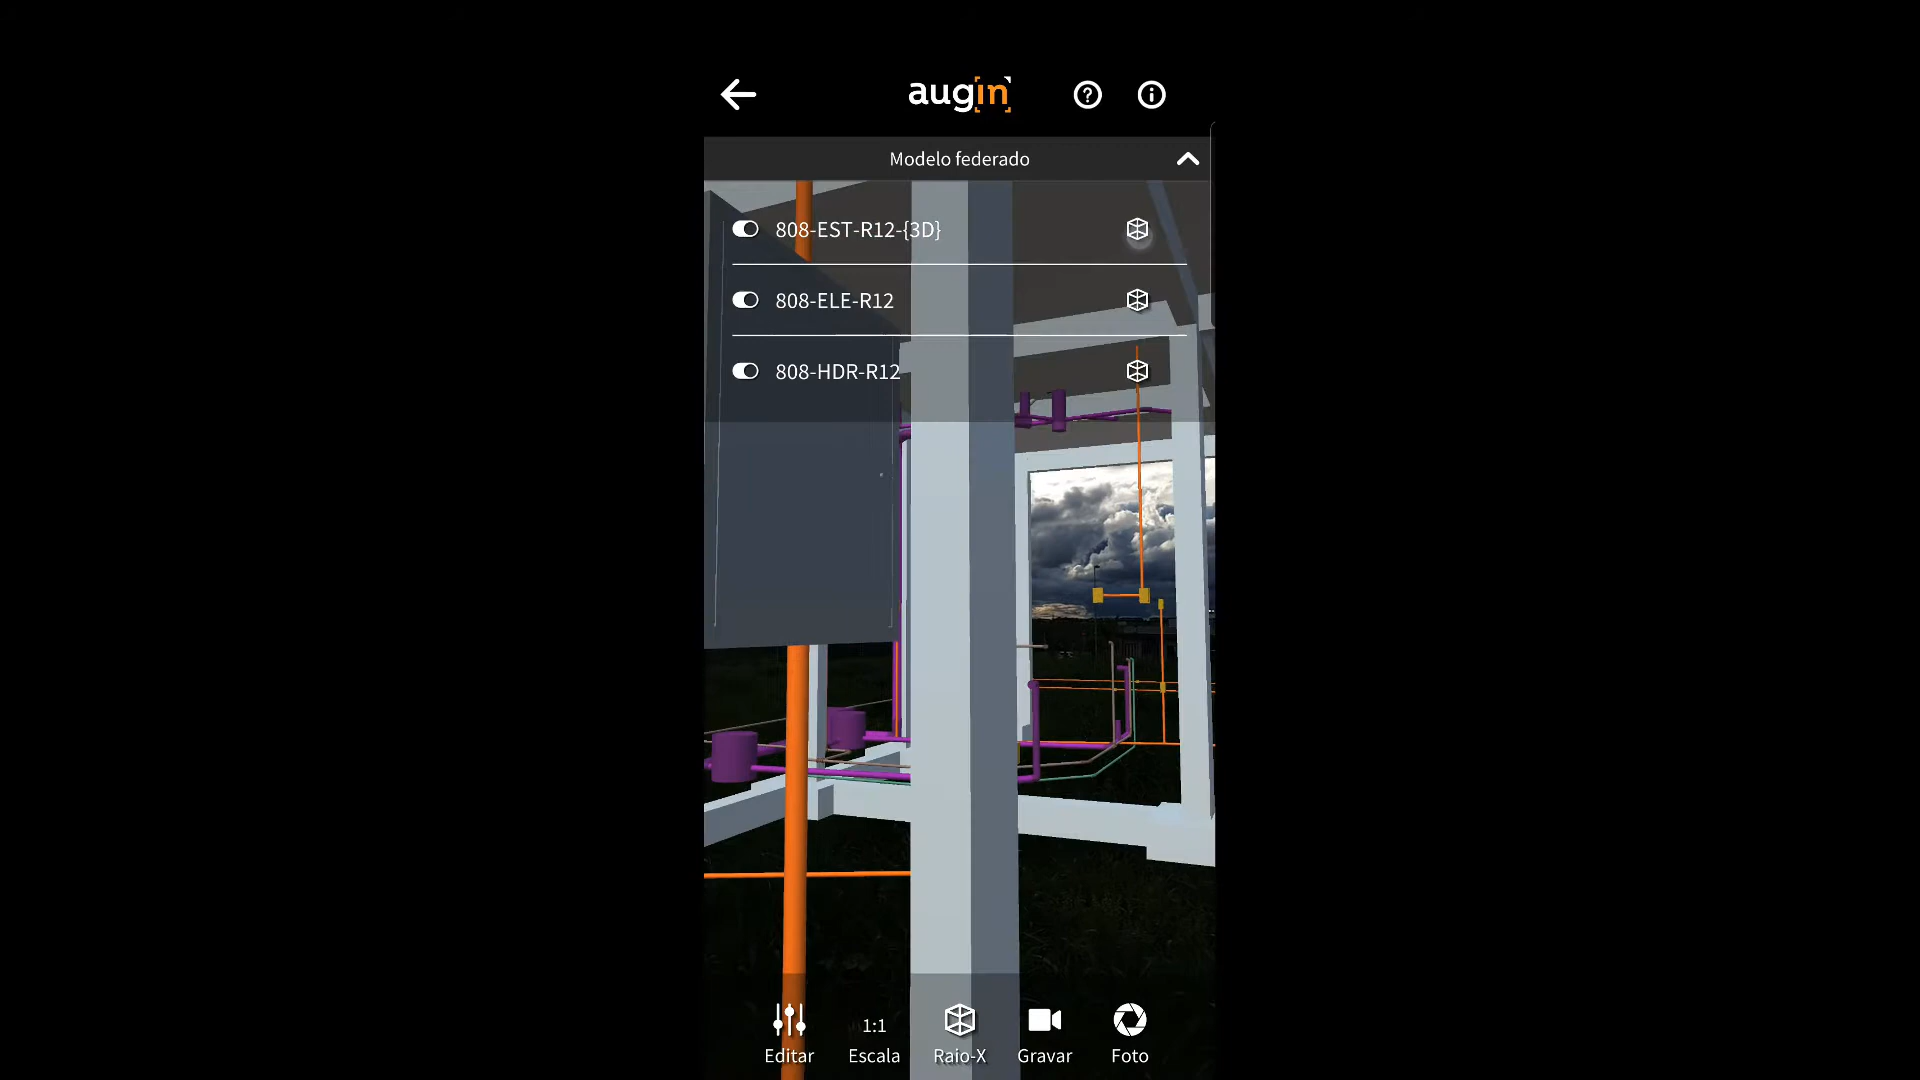 augin
Modelo federado
808-EST-R12-{3D}
808-ELE-R12
808-HDR-R12
1:1
Editar Escala Raio-X Gravar Foto